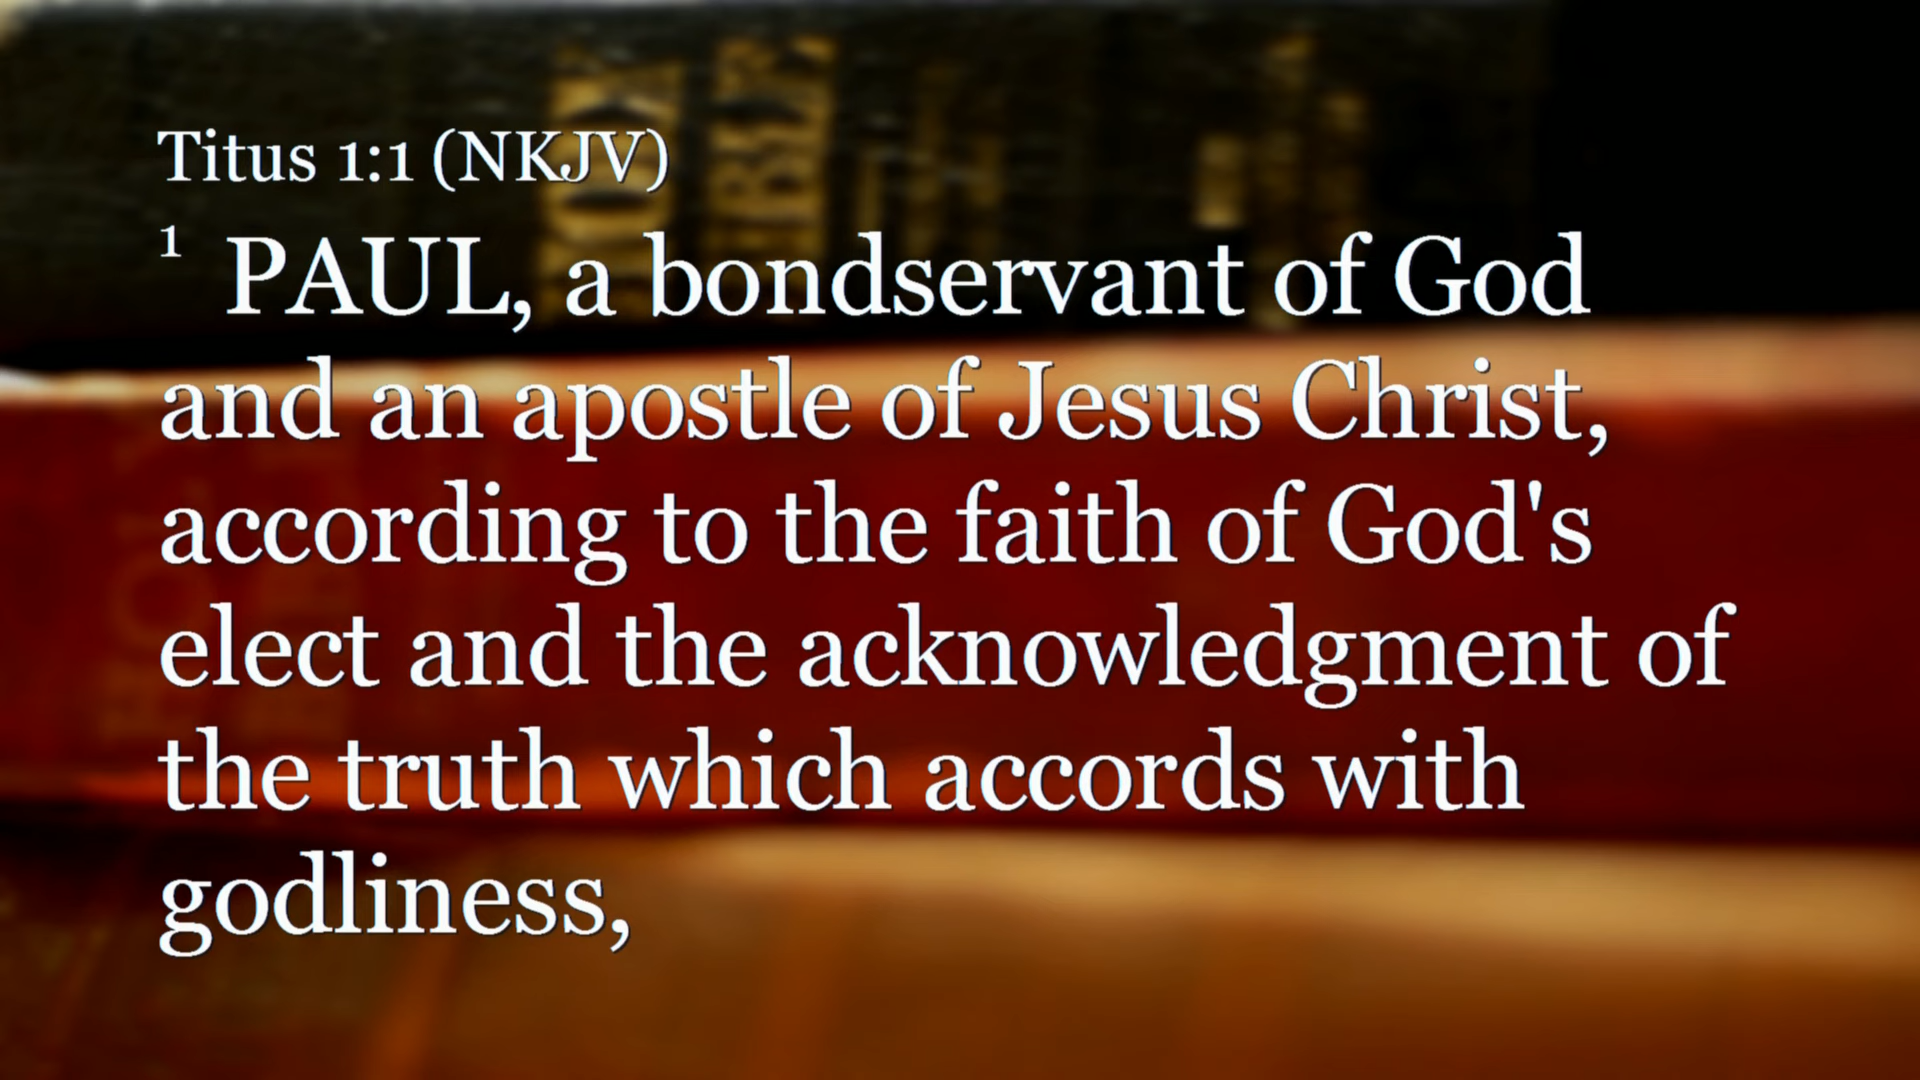 Titus 1:1 (NKJV)
1 PAUL, a bondservant of God
and an apostle of Jesus Christ,
according to the faith of God's
elect and the acknowledgment of
the truth which accords with
godliness,